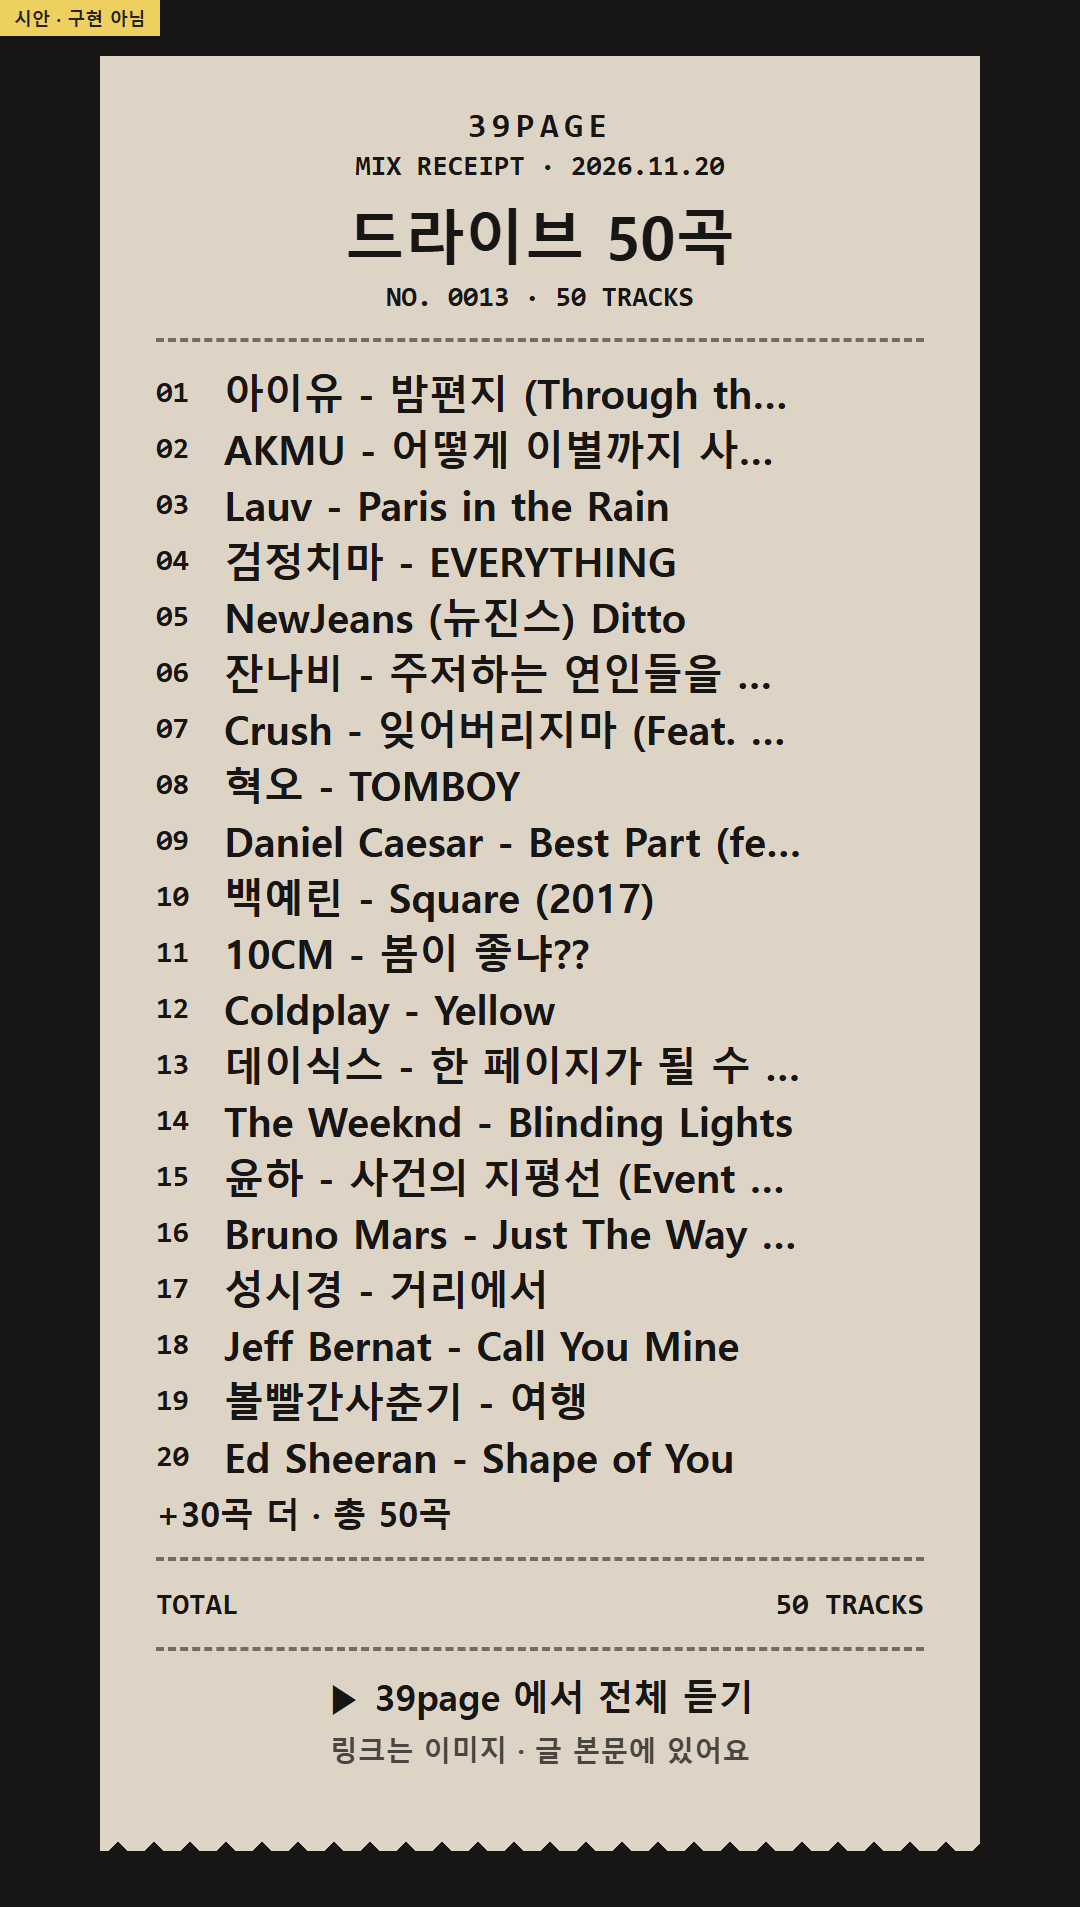 시안 · 구현 아님
39PAGE
MIX RECEIPT · 2026.11.20
드라이브 50곡
NO. 0013 · 50 TRACKS
01 아이유 - 밤편지 (Through th...
02 AKMU - 어떻게 이별까지 사...
03 Lauv - Paris in the Rain
04 검정치마 - EVERYTHING
05 NewJeans (뉴진스) Ditto
06 잔나비 - 주저하는 연인들을 ...
07 Crush - 잊어버리지마 (Feat. ...
08 혁오 - TOMBOY
09 Daniel Caesar - Best Part (fe...
10 백예린 - Square (2017)
11 10CM - 봄이 좋냐??
12 Coldplay - Yellow
13 데이식스 - 한 페이지가 될 수 ...
14 The Weeknd - Blinding Lights
15 윤하 - 사건의 지평선 (Event ...
16 Bruno Mars - Just The Way ...
17 성시경 - 거리에서
18 Jeff Bernat - Call You Mine
19 볼빨간사춘기 - 여행
20 Ed Sheeran - Shape of You
+30곡 더 · 총 50곡
TOTAL 50 TRACKS
▶ 39page 에서 전체 듣기
링크는 이미지 · 글 본문에 있어요